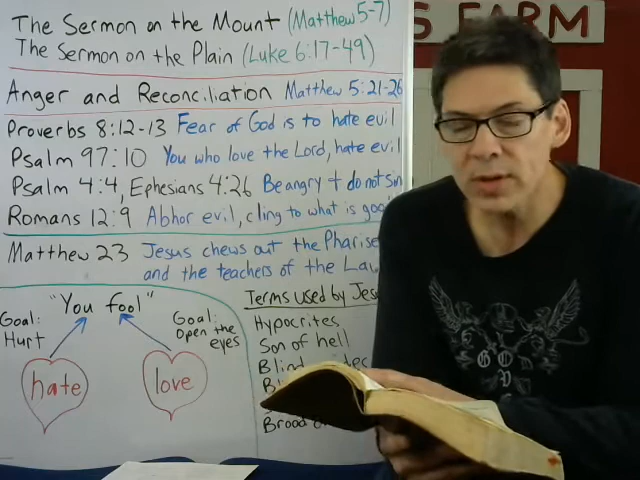 The Sermon on the Mount (Matthew 5-7)
The Sermon on the Plain (Luke 6:17-49)
Anger and Reconciliation Matthew 5:21-26
Proverbs 8:12-13 Fear of God is to hate evil
Psalm 97:10 You who love the Lord, hate evil
Psalm 4:4, Ephesians 4:26 Be angry + do not sin
Romans 12:9 Abhor evil, cling to what is goo
Matthew 23 Jesus chews out the Pharise
and the teachers of the Law
"You fool"
Goal: Hurt
Goal: Open the eyes
hate
love
Terms used by Jes
Hypocrites
Son of hell
Blind ides
Bl
Brood o
S FARM
GOD